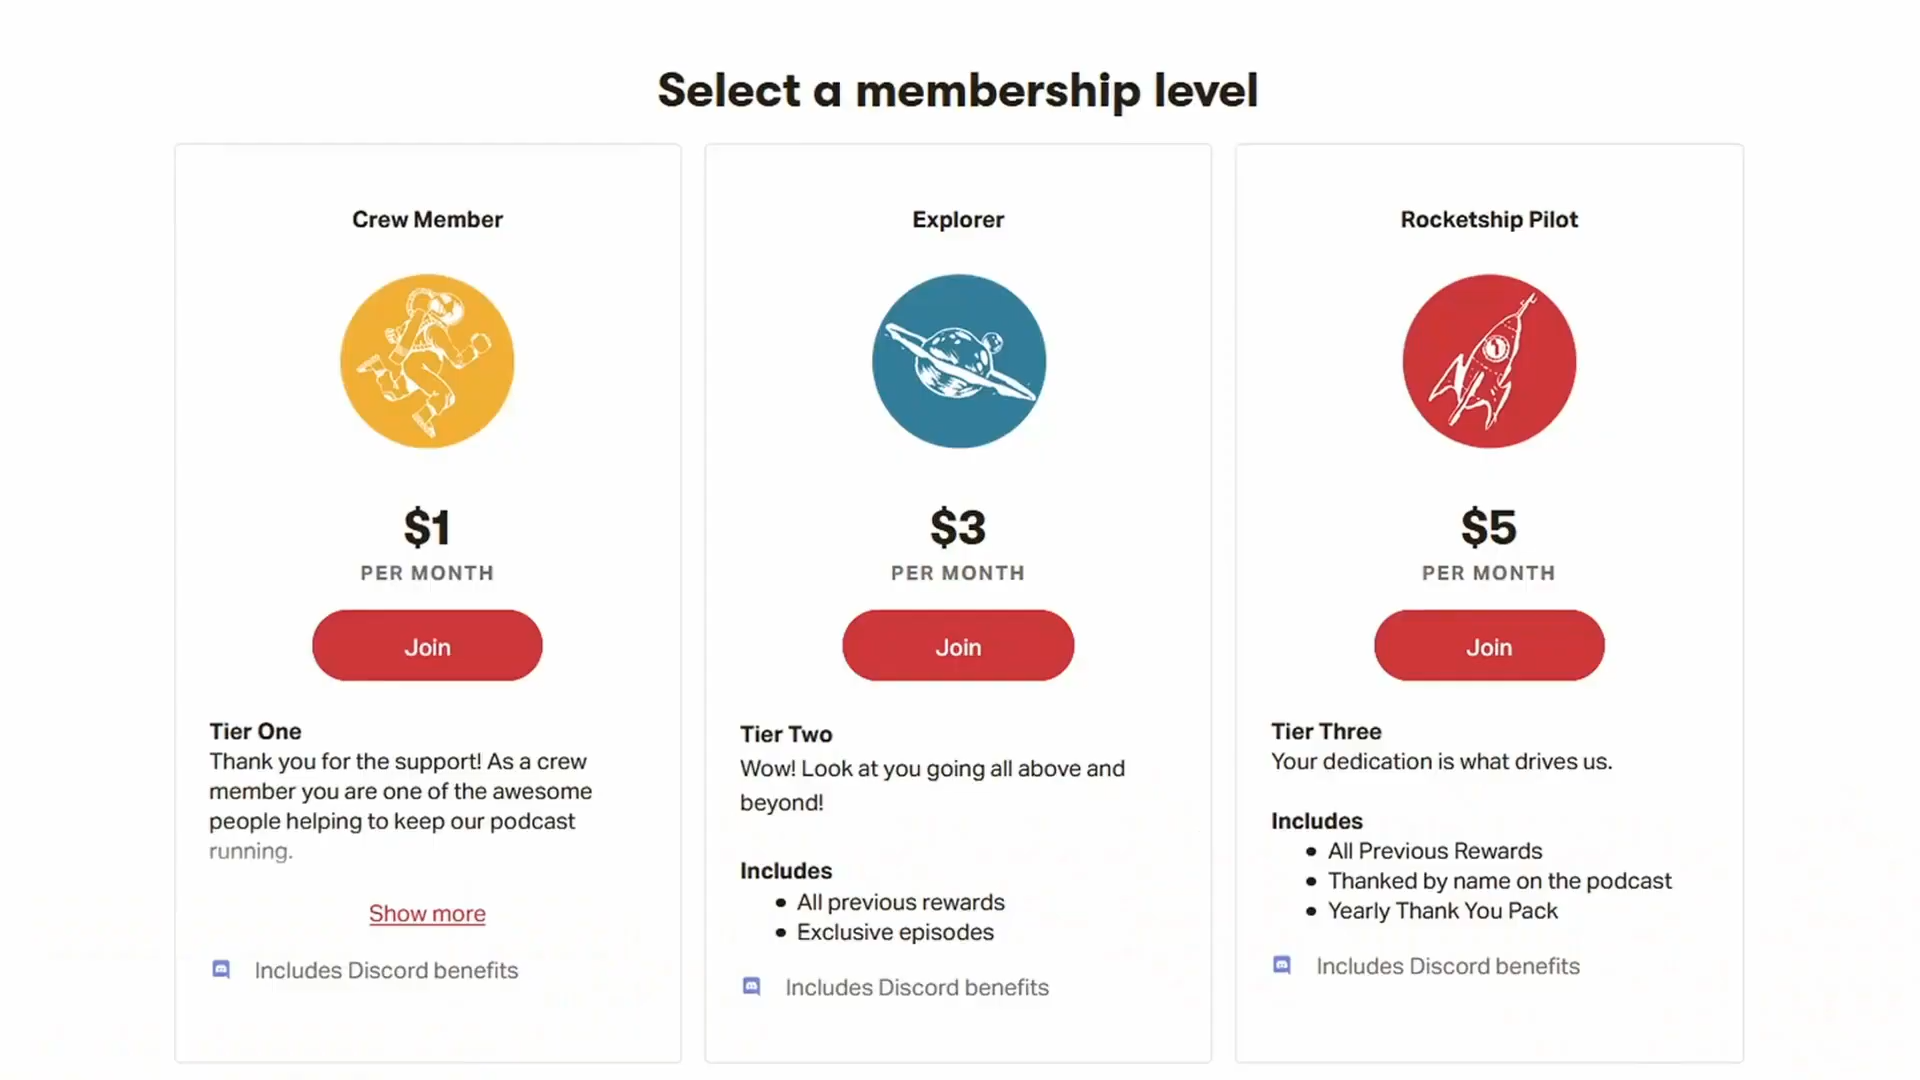 Select a membership level
Crew Member
$1
PER MONTH
Join
Tier One
Thank you for the support! As a crew
member you are one of the awesome
people helping to keep our podcast
running.
Show more
Includes Discord benefits
Explorer
$3
PER MONTH
Join
Tier Two
Wow! Look at you going all above and
beyond!
Includes
All previous rewards
Exclusive episodes
Includes Discord benefits
Rocketship Pilot
$5
PER MONTH
Join
Tier Three
Your dedication is what drives us.
Includes
All Previous Rewards
Thanked by name on the podcast
Yearly Thank You Pack
Includes Discord benefits